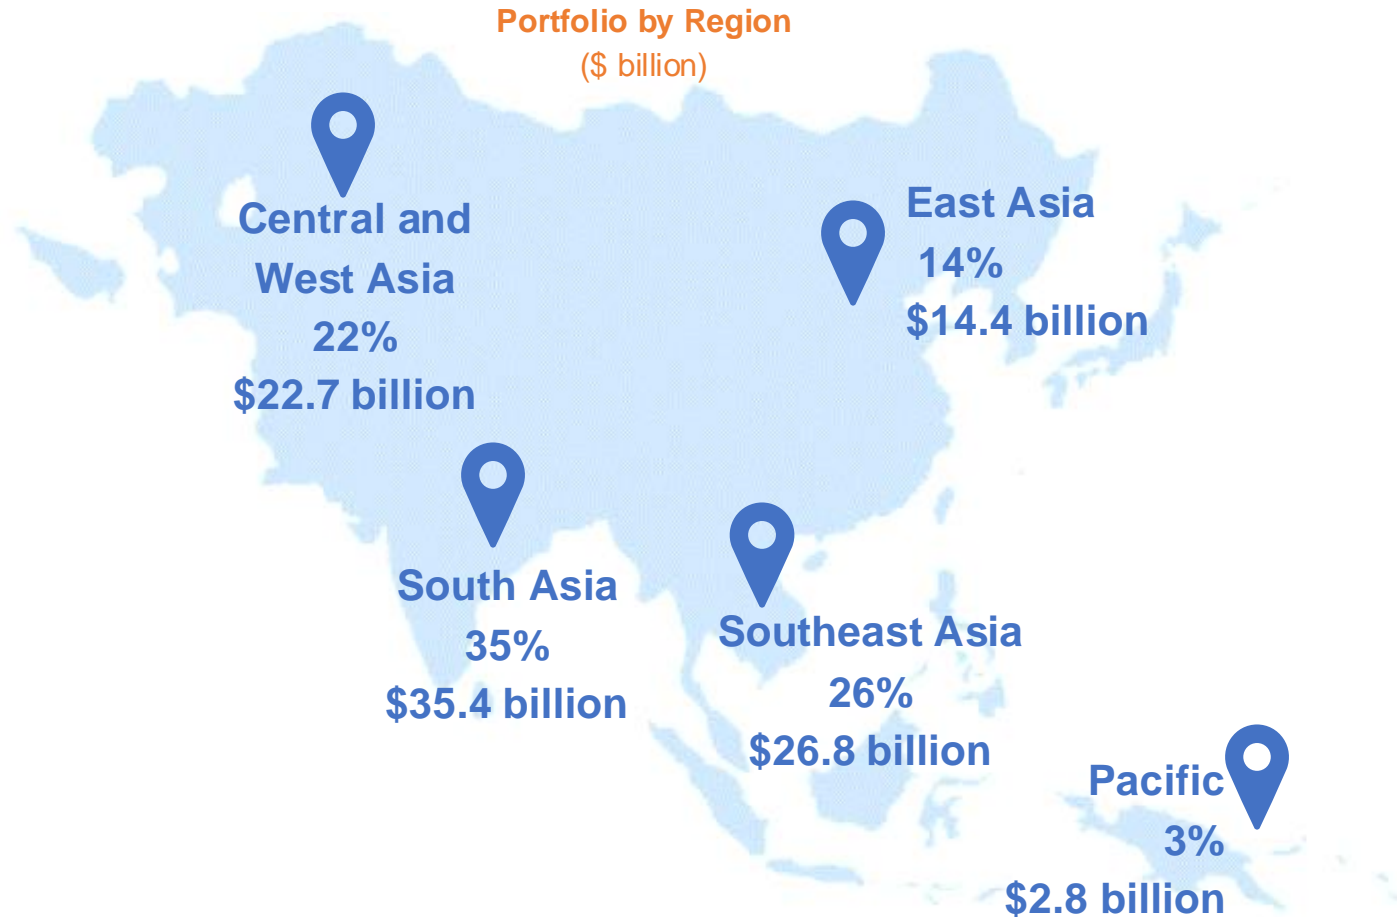 Portfolio by Region
($ billion)
Central and
West Asia
22%
$22.7 billion
East Asia
14%
$14.4 billion
South Asia
35%
$35.4 billion
Southeast Asia
26%
$26.8 billion
Pacific
3%
$2.8 billion